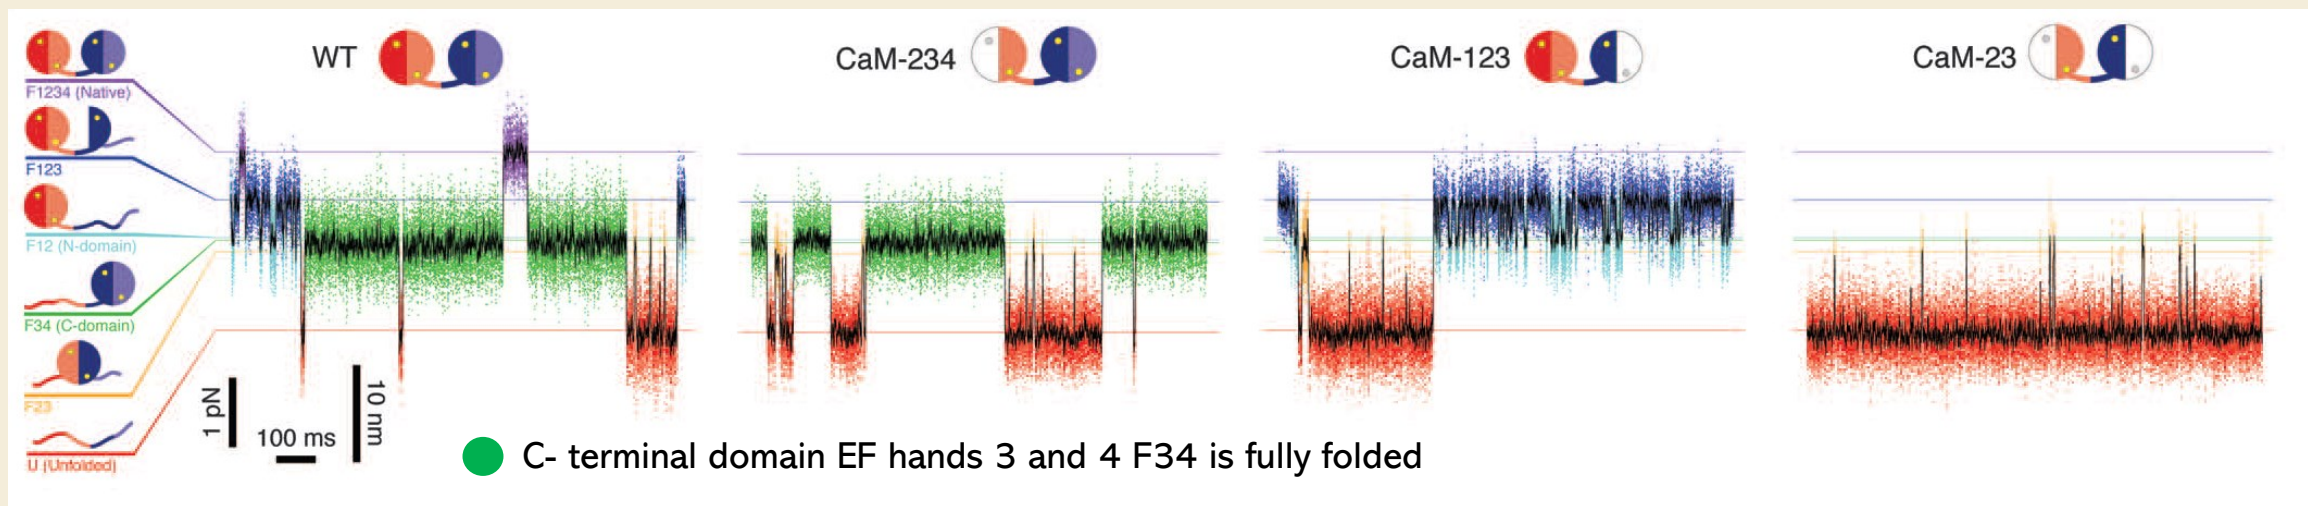 WT
CaM-234
CaM-123
CaM-23
F1234 (Native)
F123
F12 (N-domain)
F34 (C-domain)
F23
U (Unfolded)
1 pN
100 ms
10 nm
C- terminal domain EF hands 3 and 4 F34 is fully folded